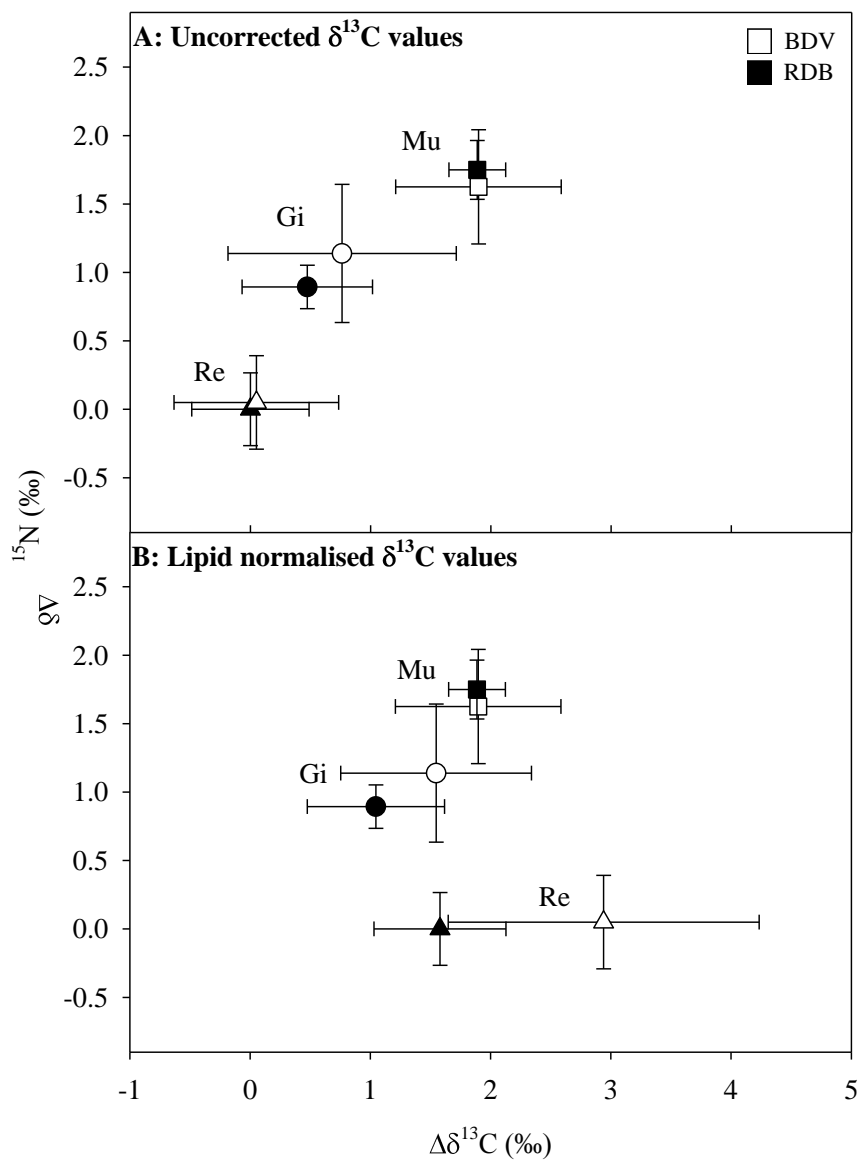 A: Uncorrected δ¹³C values
BDV
RDB
2.5
2.0
1.5
1.0
0.5
0.0
-0.5
Mu
Gi
Re
Δδ ¹⁵N (‰)
B: Lipid normalised δ¹³C values
2.5
2.0
1.5
1.0
0.5
0.0
-0.5
Mu
Gi
Re
-1 0 1 2 3 4 5
Δδ¹³C (‰)